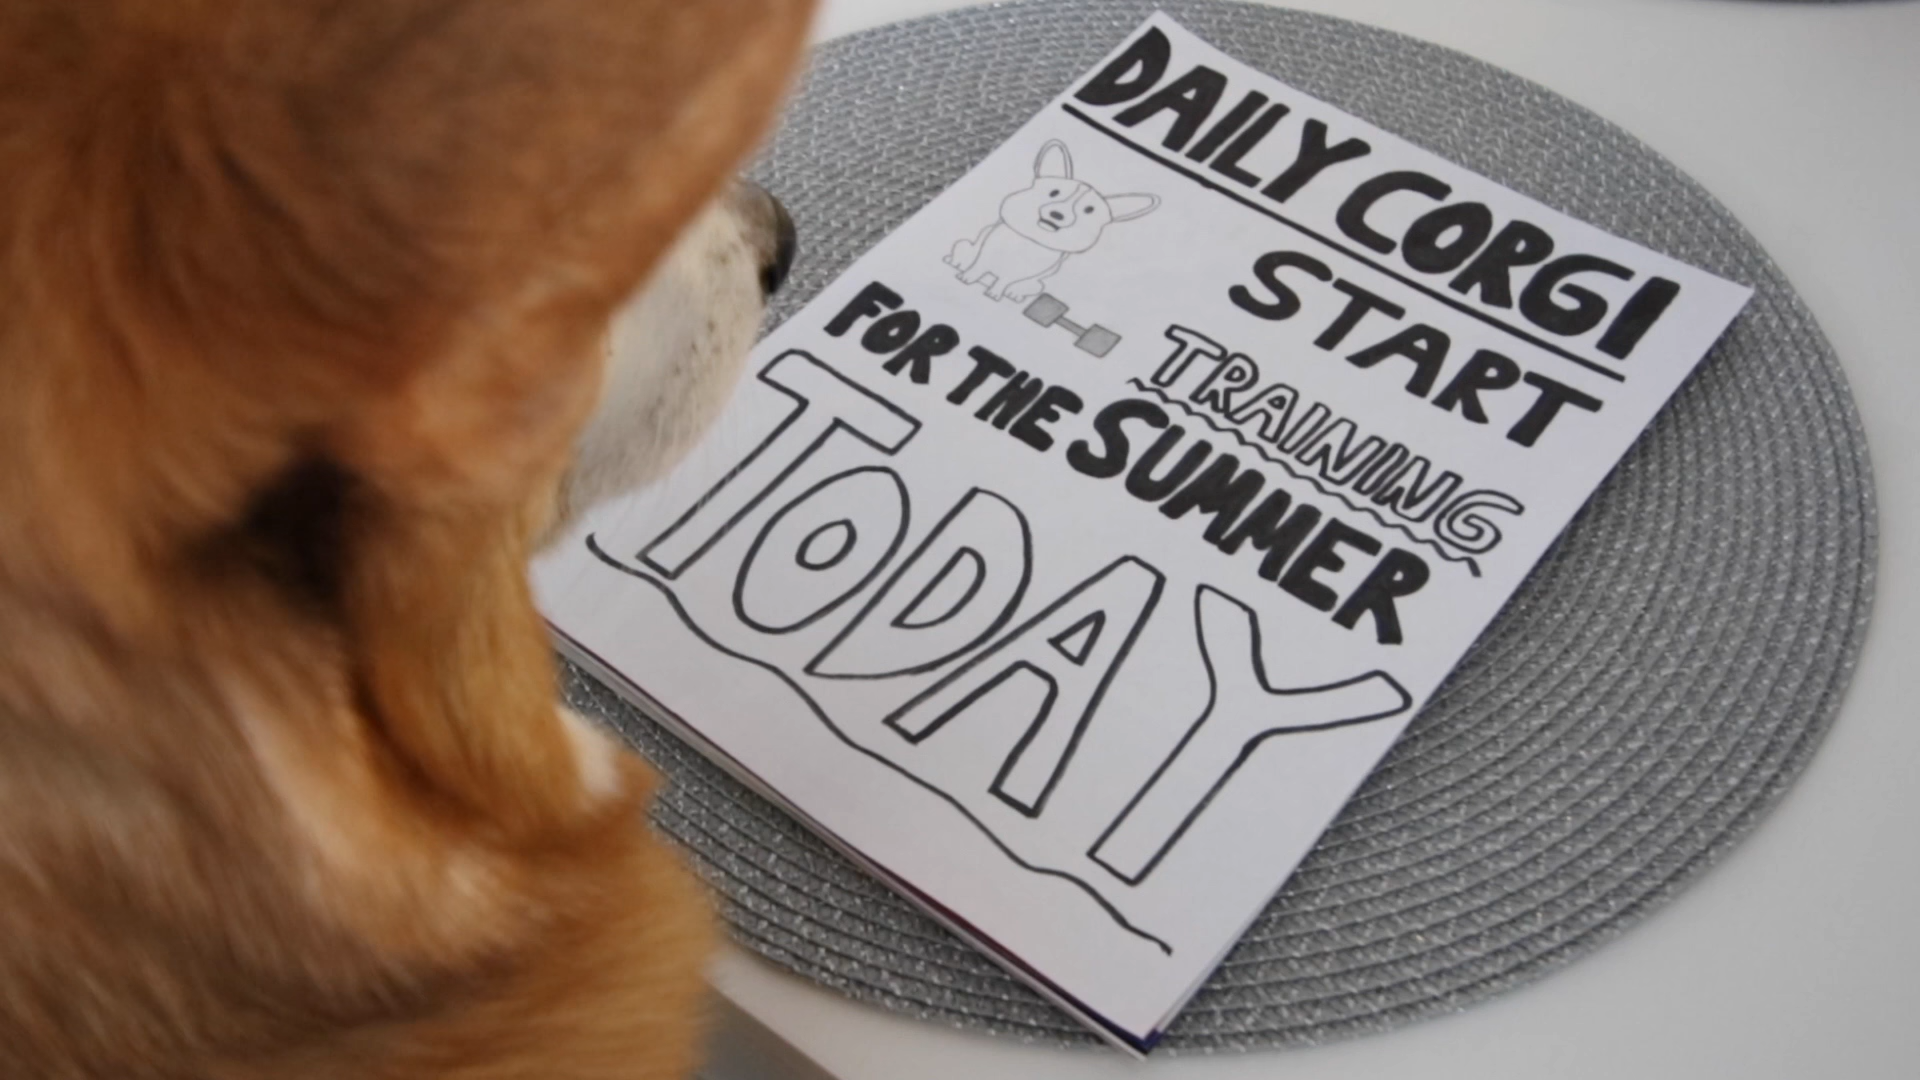 DAILY CORGI
START
TRAINING
FOR THE SUMMER
TODAY